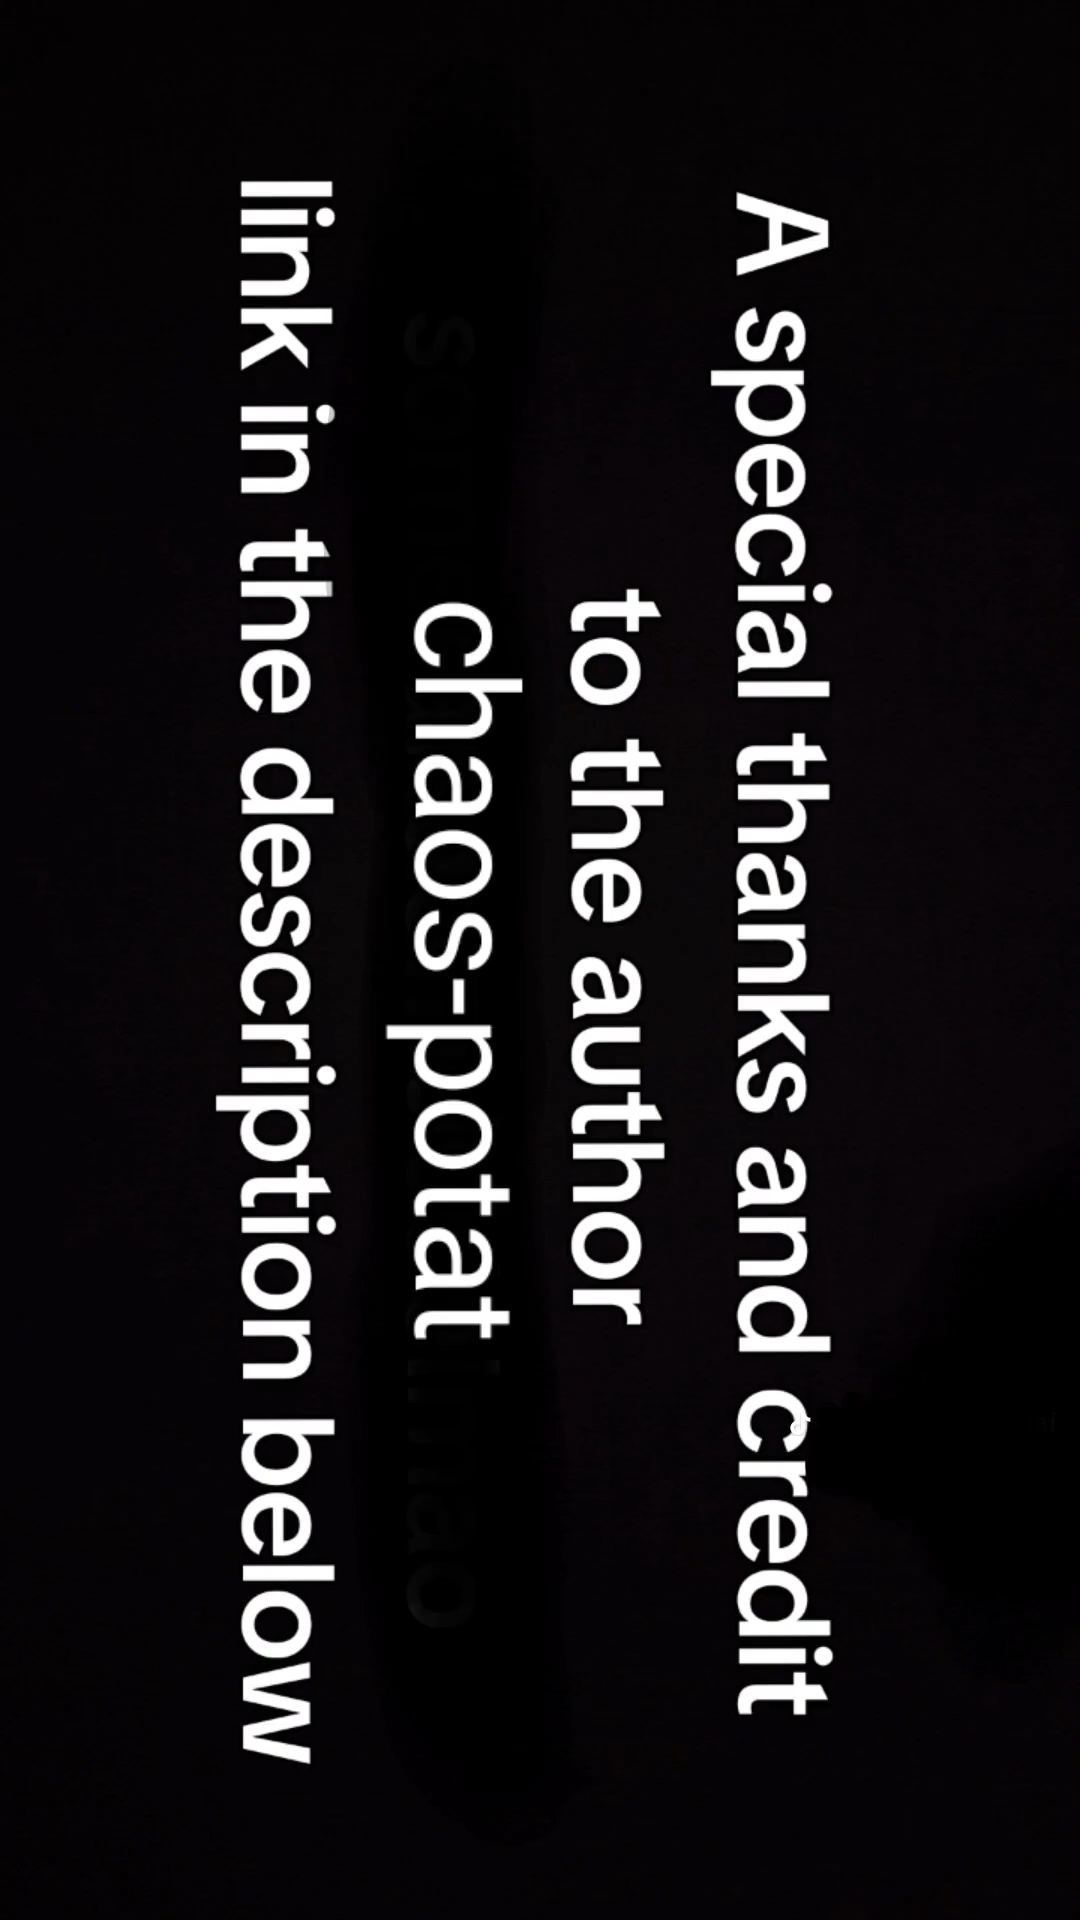 A special thanks and credit
to the author
chaos-potat
link in the description below